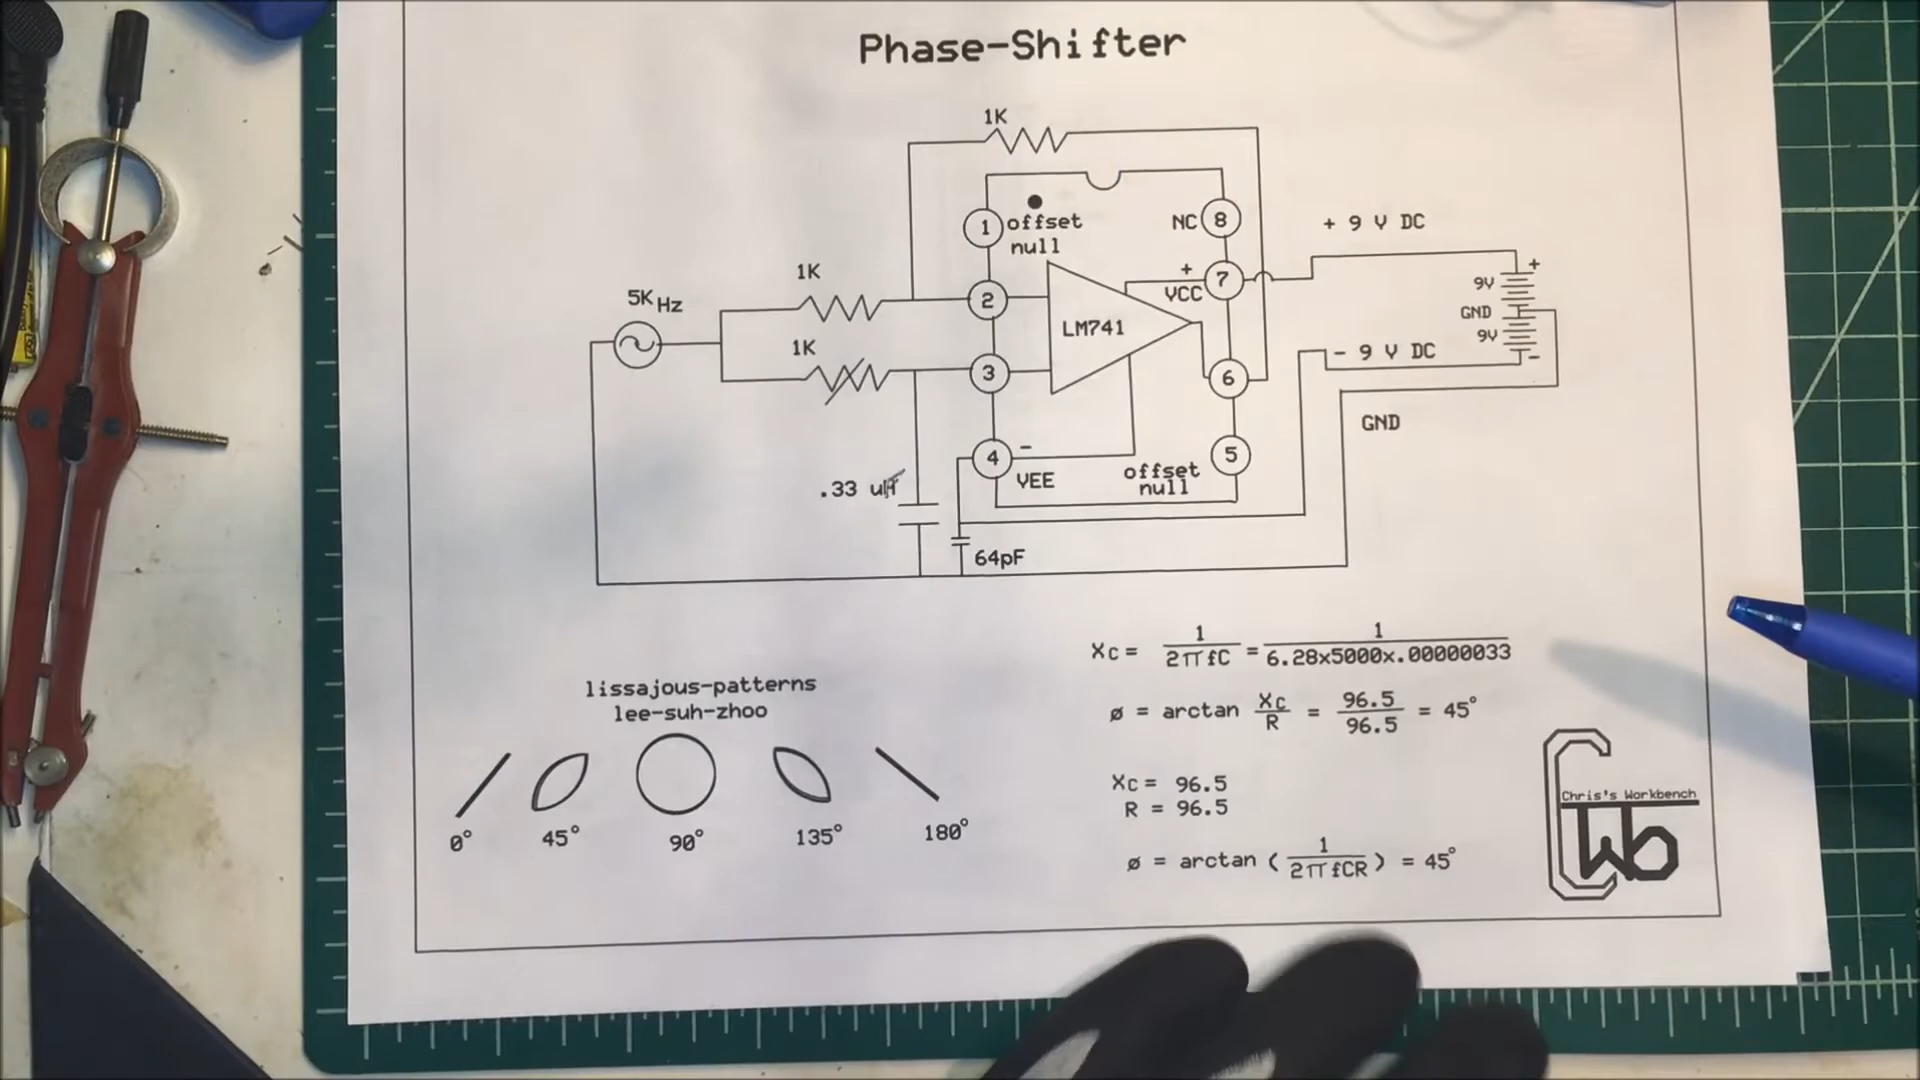 Phase-Shifter
1K
1 offset null
NC 8
+ 9 V DC
1K
5K Hz
2
+ 7
VCC
+
9V
GND
9V
-
LM741
1K
3
6
- 9 V DC
GND
4 -
VEE
offset null 5
.33 uf
64pF
Xc = 1 / 2πfC = 1 / 6.28x5000x.00000033
ø = arctan Xc / R = 96.5 / 96.5 = 45°
Xc = 96.5
R = 96.5
ø = arctan ( 1 / 2πfCR ) = 45°
lissajous-patterns
lee-suh-zhoo
0° 45° 90° 135° 180°
Chris's Workbench
CWb